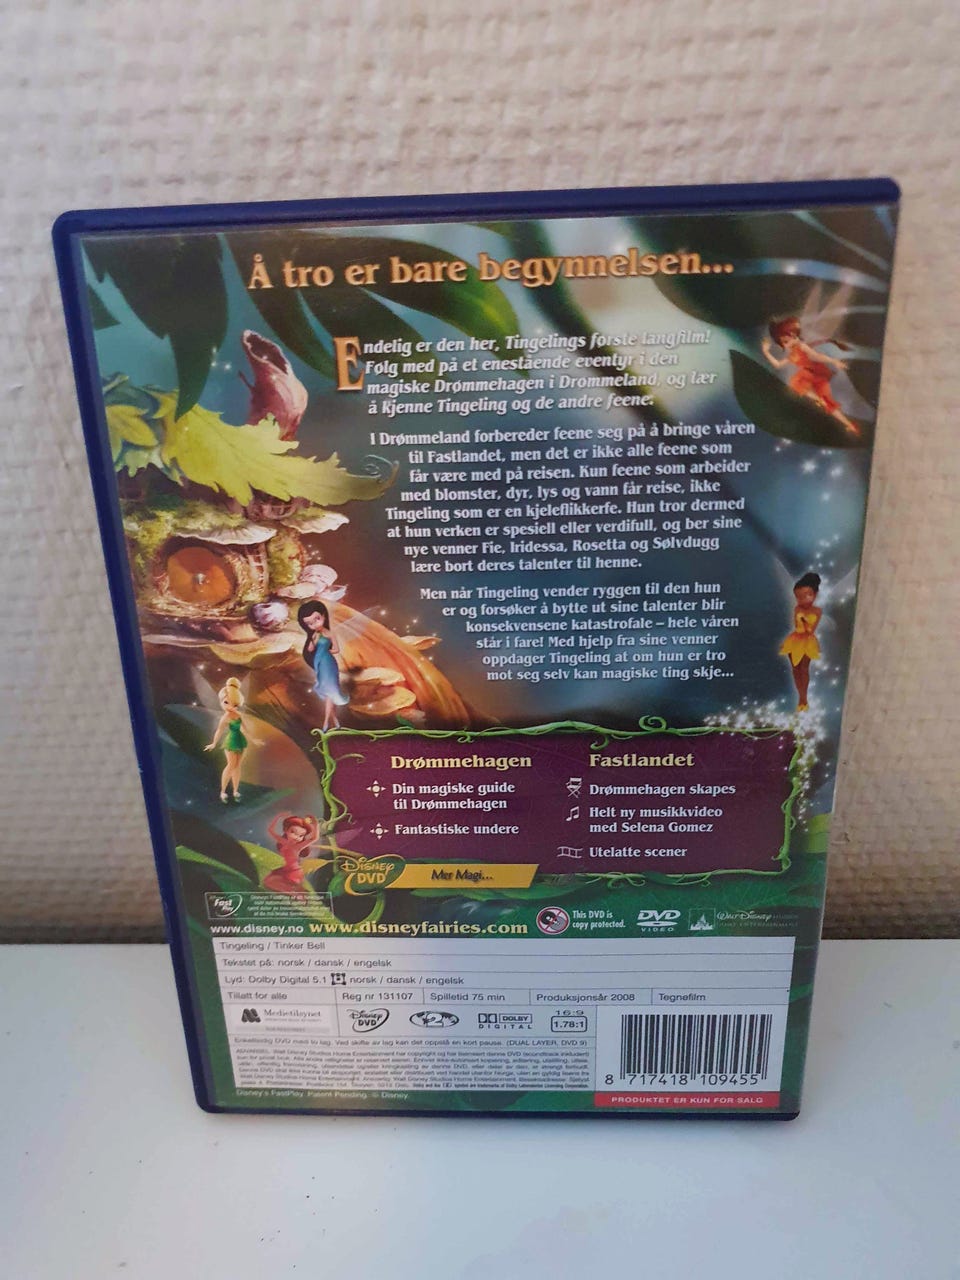 Å tro er bare begynnelsen...
Endelig er den her, Tingelings første langfilm!
Følg med på et enestående eventyr i den
magiske Drømmehagen i Drømmeland, og lær
å kjenne Tingeling og de andre feene.
I Drømmeland forbereder feene seg på å bringe våren
til Fastlandet, men det er ikke alle feene som
får være med på reisen. Kun feene som arbeider
med blomster, dyr, lys og vann får reise, ikke
Tingeling som er en kjeleflikkerfe. Hun tror dermed
at hun verken er spesiell eller verdifull, og ber sine
nye venner Fie, Iridessa, Rosetta og Sølvdugg
lære bort deres talenter til henne.
Men når Tingeling vender ryggen til den hun
er og forsøker å bytte ut sine talenter blir
konsekvensene katastrofale – hele våren
står i fare! Med hjelp fra sine venner
oppdager Tingeling at om hun er tro
mot seg selv kan magiske ting skje...
Drømmehagen
Din magiske guide
til Drømmehagen
Fantastiske undere
Fastlandet
Drømmehagen skapes
Helt ny musikkvideo
med Selena Gomez
Utelatte scener
Disney
DVD
Mer Magi...
Fast
Play
www.disney.no www.disneyfairies.com
This DVD is
copy protected.
DVD
VIDEO
Walt Disney STUDIOS
HOME ENTERTAINMENT
Tingeling / Tinker Bell
Tekstet på: norsk / dansk / engelsk
Lyd: Dolby Digital 5.1 norsk / dansk / engelsk
Tillatt for alle
Reg nr 131107
Spilletid 75 min
Produksjonsår 2008
Tegnefilm
Medietilsynet
Disney
DVD
2
DOLBY
DIGITAL
16:9
1.78:1
Enkeltsidig DVD med to lag. Ved skifte av lag kan det oppstå en kort pause. (DUAL LAYER, DVD 9)
Disney's FastPlay. Patent Pending. © Disney.
8 717418 109455
PRODUKTET ER KUN FOR SALG